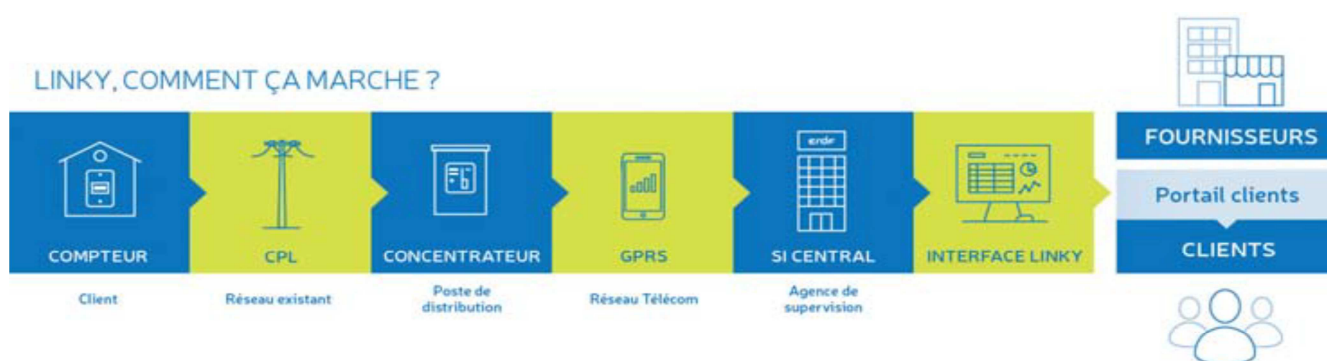 LINKY, COMMENT ÇA MARCHE ?
erdf
COMPTEUR
CPL
CONCENTRATEUR
GPRS
SI CENTRAL
INTERFACE LINKY
Client
Réseau existant
Poste de
distribution
Réseau Télécom
Agence de
supervision
FOURNISSEURS
Portail clients
CLIENTS